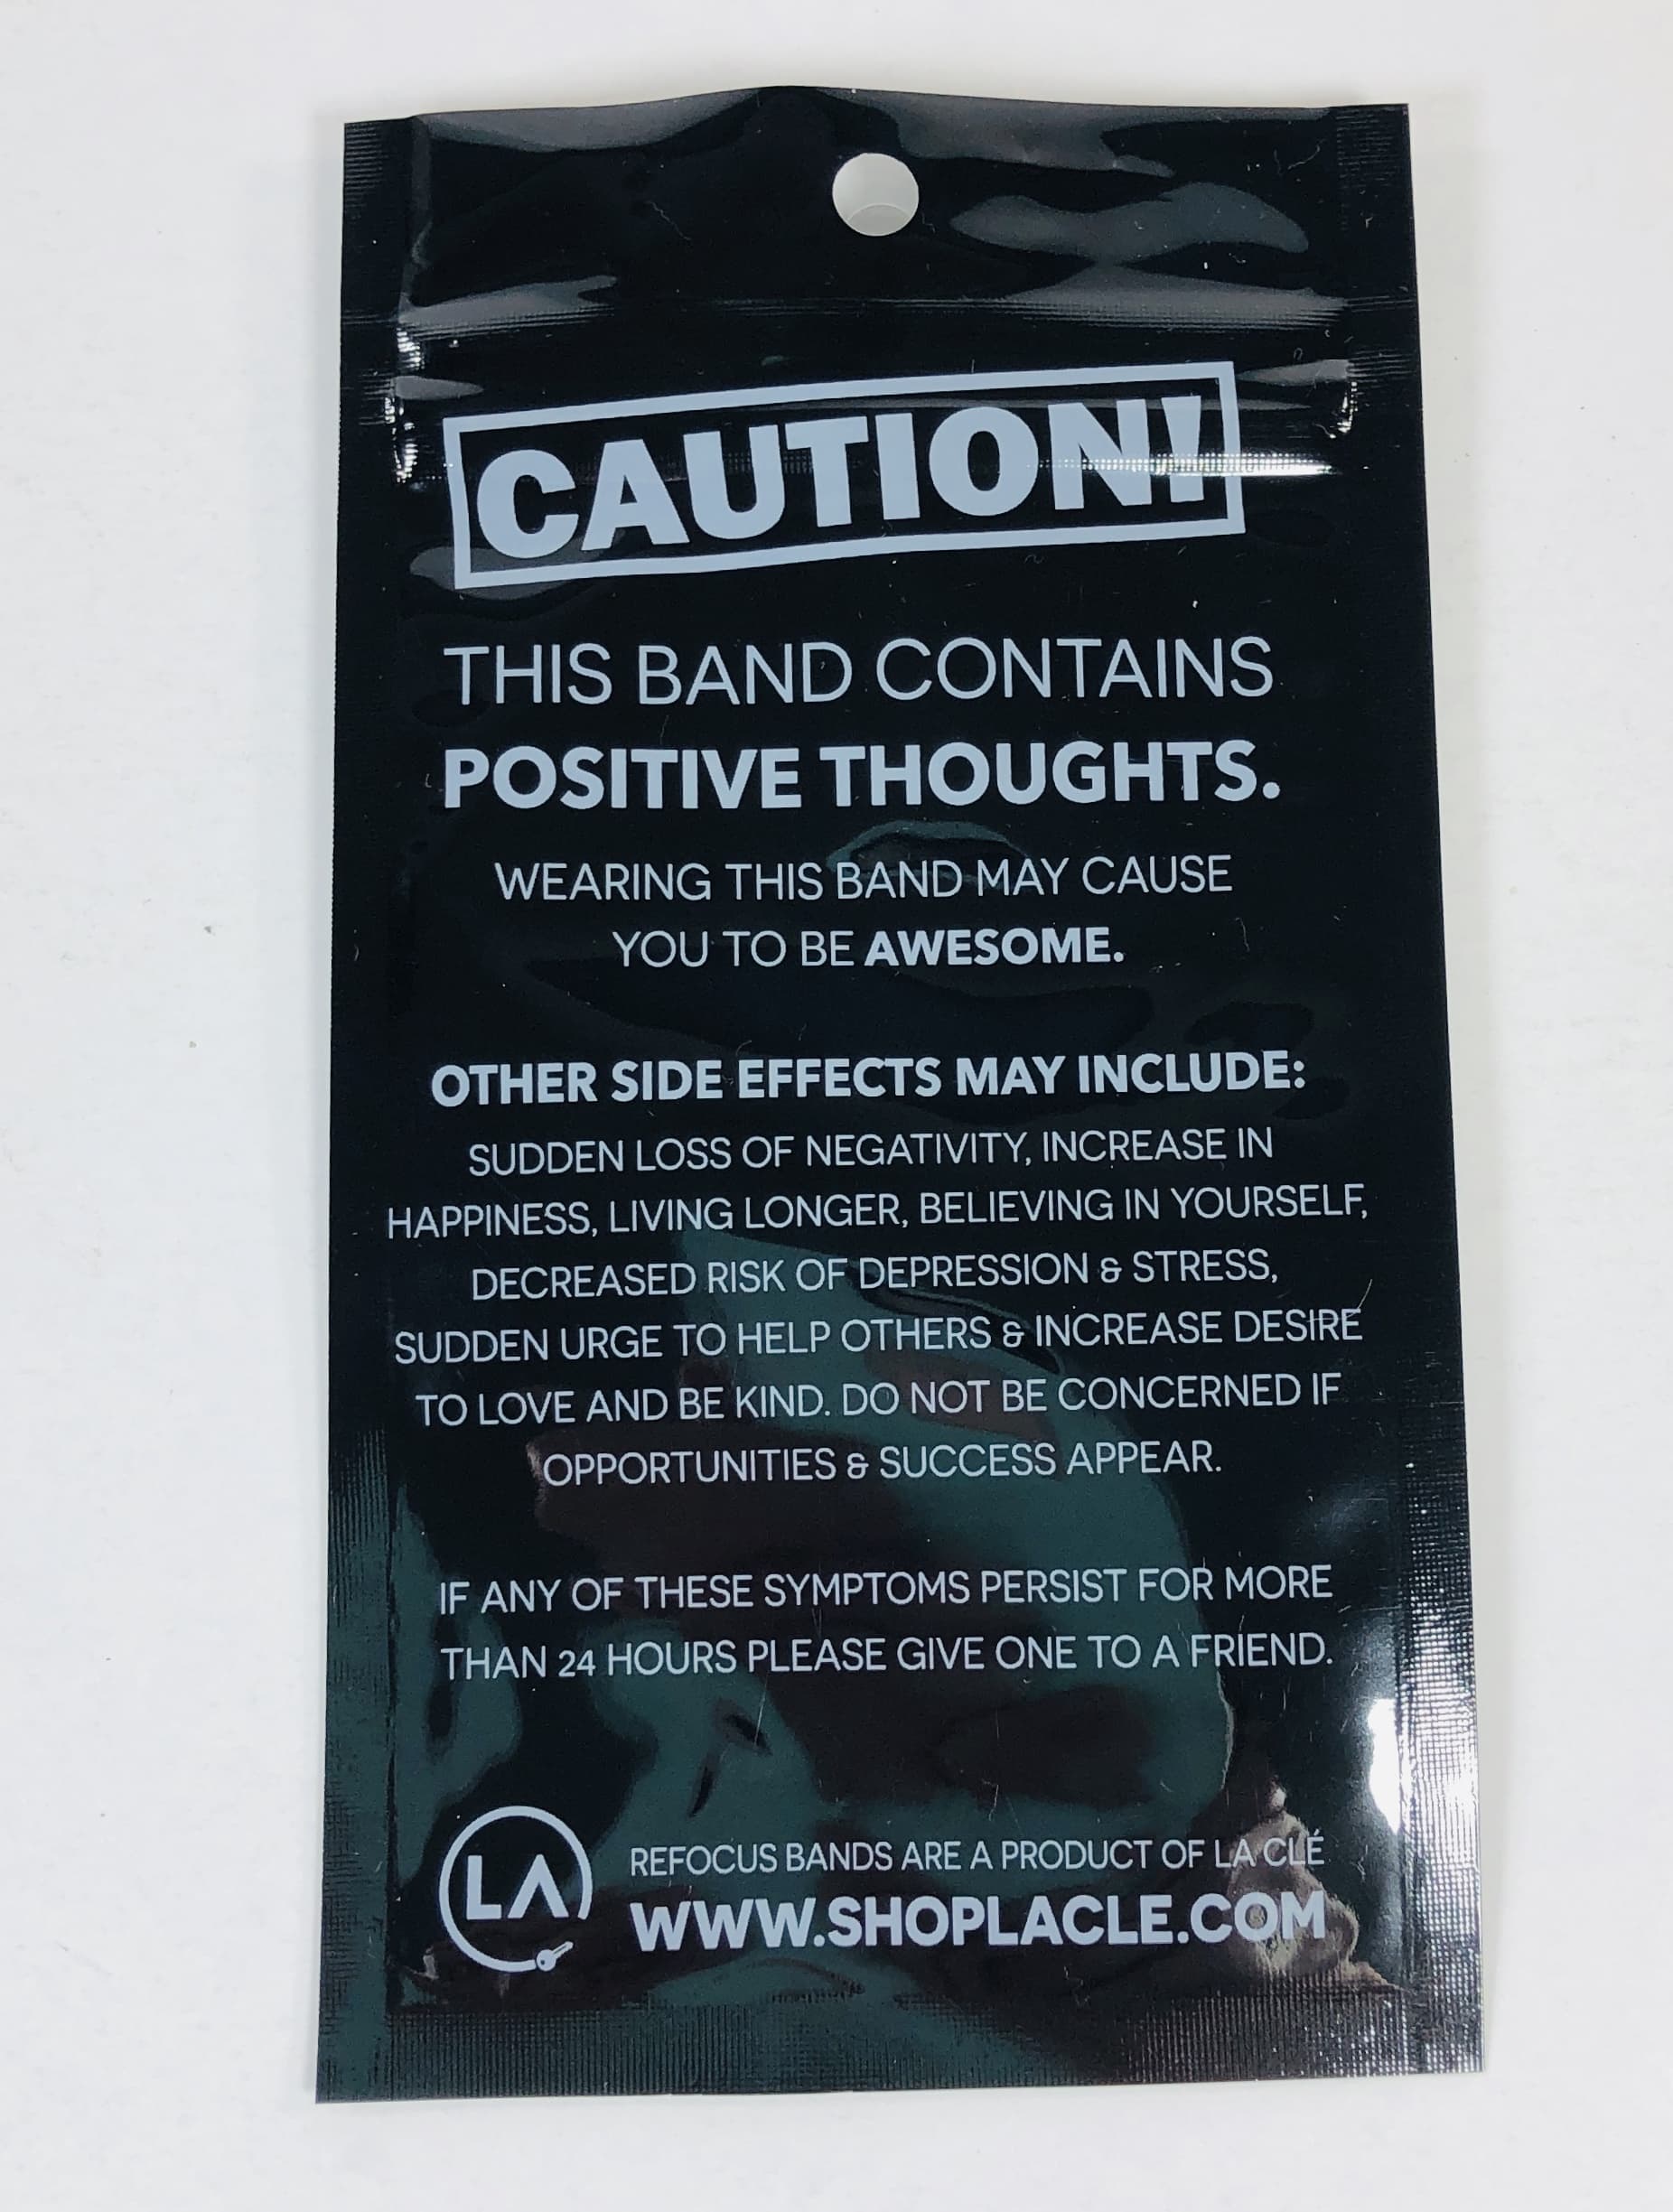 CAUTION!
THIS BAND CONTAINS
POSITIVE THOUGHTS.
WEARING THIS BAND MAY CAUSE
YOU TO BE AWESOME.
OTHER SIDE EFFECTS MAY INCLUDE:
SUDDEN LOSS OF NEGATIVITY, INCREASE IN
HAPPINESS, LIVING LONGER, BELIEVING IN YOURSELF,
DECREASED RISK OF DEPRESSION & STRESS,
SUDDEN URGE TO HELP OTHERS & INCREASE DESIRE
TO LOVE AND BE KIND. DO NOT BE CONCERNED IF
OPPORTUNITIES & SUCCESS APPEAR.
IF ANY OF THESE SYMPTOMS PERSIST FOR MORE
THAN 24 HOURS PLEASE GIVE ONE TO A FRIEND.
LA
REFOCUS BANDS ARE A PRODUCT OF LA CLÉ
WWW.SHOPLACLE.COM